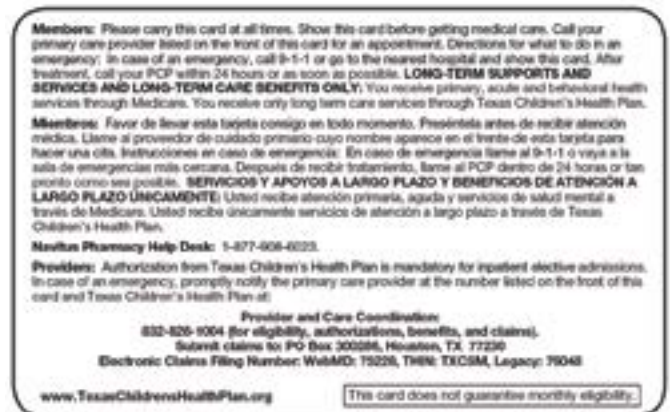 Members: Please carry this card at all times. Show this card before getting medical care. Call your
primary care provider listed on the front of this card for an appointment. Directions for what to do in an
emergency: In case of an emergency, call 9-1-1 or go to the nearest hospital and show this card. After
treatment, call your PCP within 24 hours or as soon as possible. LONG-TERM SUPPORTS AND
SERVICES AND LONG-TERM CARE BENEFITS ONLY: You receive primary, acute and behavioral health
services through Medicare. You receive only long term care services through Texas Children's Health Plan.
Miembros: Favor de llevar esta tarjeta consigo en todo momento. Preséntela antes de recibir atención
médica. Llame al proveedor de cuidado primario cuyo nombre aparece en el frente de esta tarjeta para
hacer una cita. Instrucciones en caso de emergencia: En caso de emergencia llame al 9-1-1 o vaya a la
sala de emergencias más cercana. Después de recibir tratamiento, llame al PCP dentro de 24 horas or tan
pronto como sea posible. SERVICIOS Y APOYOS A LARGO PLAZO Y BENEFICIOS DE ATENCIÓN A
LARGO PLAZO ÚNICAMENTE: Usted recibe atención primaria, aguda y servicios de salud mental a
través de Medicare. Usted recibe únicamente servicios de atención a largo plazo a través de Texas
Children's Health Plan.
Navitus Pharmacy Help Desk: 1-877-908-6023.
Providers: Authorization from Texas Children's Health Plan is mandatory for inpatient elective admissions.
In case of an emergency, promptly notify the primary care provider at the number listed on the front of this
card and Texas Children's Health Plan at:
Provider and Care Coordination:
832-828-1004 (for eligibility, authorizations, benefits, and claims).
Submit claims to: PO Box 300286, Houston, TX 77230
Electronic Claims Filing Number: WebMD: 75228, THIN: TXCSM, Legacy: 76048
www.TexasChildrensHealthPlan.org
This card does not guarantee monthly eligibility.